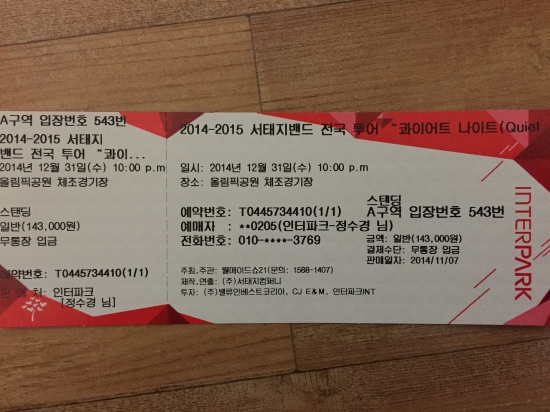 A구역 입장번호 543번
2014-2015 서태지
밴드 전국 투어 “콰이...
2014년 12월 31일(수) 10:00 p.m
올림픽공원 체조경기장
스탠딩
일반(143,000원)
무통장 입금
예약번호: T0445734410(1/1)
처: 인터파크
[정수경 님]
2014-2015 서태지밴드 전국 투어 “콰이어트 나이트(Quiet
일시: 2014년 12월 31일(수) 10:00 p.m
장소: 올림픽공원 체조경기장
예약번호: T0445734410(1/1)
예매자 : **0205(인터파크-정수경 님)
전화번호: 010-****-3769
스탠딩
A구역 입장번호 543번
금액: 일반(143,000원)
결제수단: 무통장 입금
판매일자: 2014/11/07
주최,주관: 웰메이드쇼21(문의: 1588-1407)
제작,연출: (주)서태지컴퍼니
투자: (주)밸류인베스트코리아, CJ E&M, 인터파크INT
INTERPARK